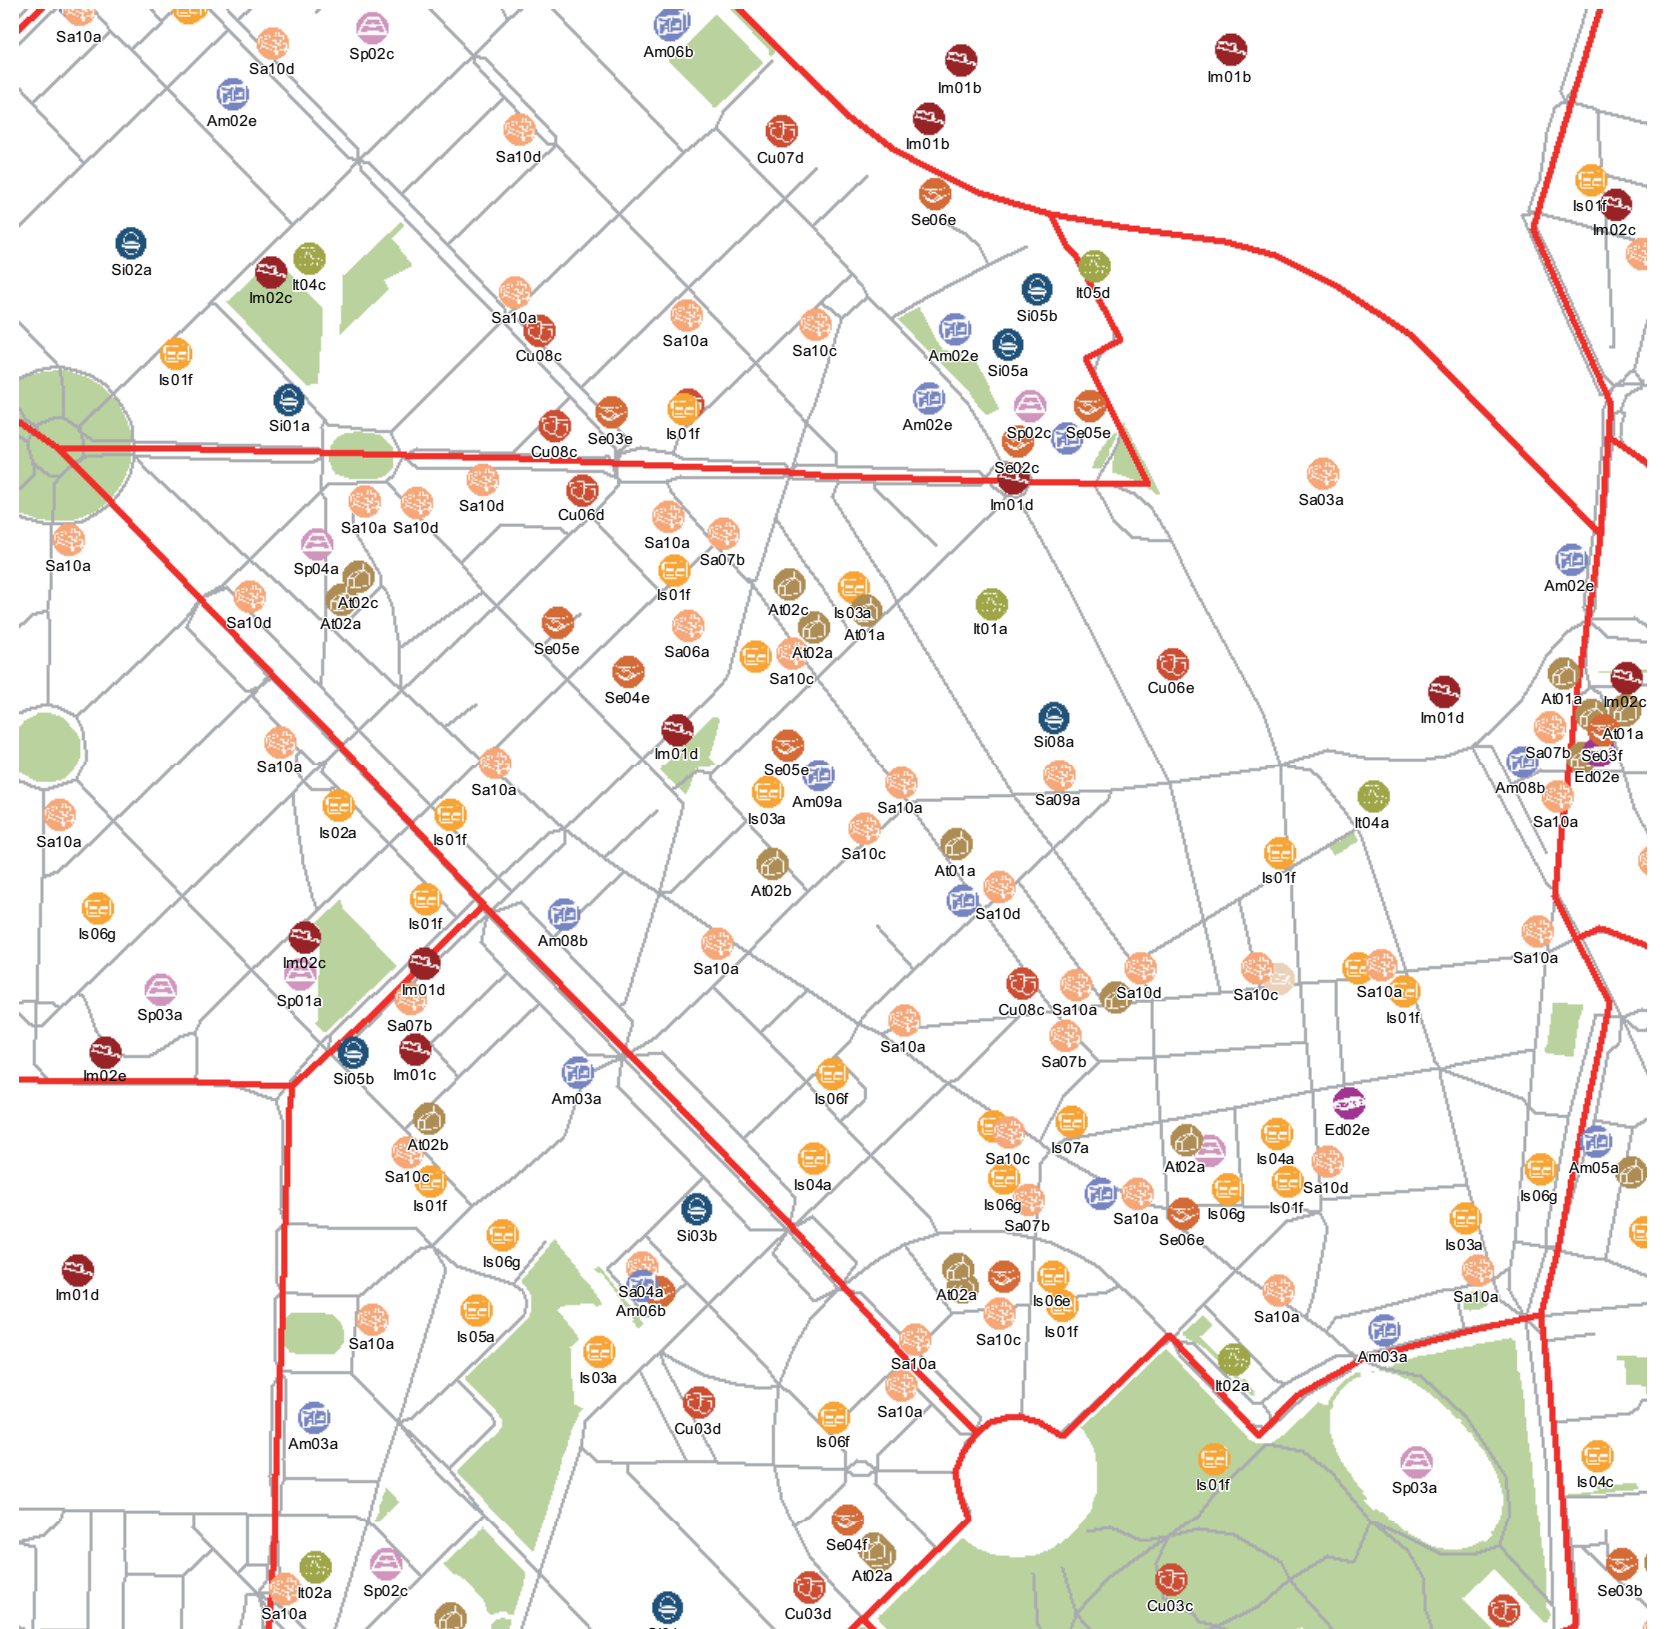 Sa10a
Sa10d
Sp02c
Am06b
Im01b
Im01b
Am02e
Im01b
Sa10d
Cu07d
Se06e
Is01f
Im02c
Si02a
It04c
Im02c
It05d
Si05b
Sa10a
Cu08c
Sa10a
Sa10c
Am02e
Si05a
Is01f
Si01a
Cu08c
Se03e
Is01f
Am02e
Sp02c
Se05e
Se02c
Im01d
Sa03a
Sa10a
Sa10d
Sa10d
Cu06d
Sa10a
Sa07b
Sa10a
Sp04a
At02c
At02a
Sa10d
Is01f
At02c
Is03a
At01a
It01a
Am02e
Se05e
Sa06a
At02a
Sa10c
Se04e
Cu06e
Im01d
At01a
Im02c
At01a
Sa07b
Se03f
Ed02e
Am08b
Sa10a
Im01d
Si08a
Sa10a
Se05e
Am09a
Is03a
Sa10a
Sa09a
Sa10a
Is02a
Is01f
It04a
Sa10a
Sa10c
At02b
At01a
Is01f
Sa10d
Is06g
Is01f
Am08b
Sa10a
Im02c
Sp01a
Im01d
Sa07b
Sp03a
Cu08c
Sa10a
Sa10d
Sa10c
Sa10a
Is01f
Sa10a
Sa10a
Sa07b
Im02e
Si05b
Im01c
Am03a
Is06f
Ed02e
At02b
Sa10c
Is01f
Is04a
Sa10c
Is07a
Is06g
Sa07b
At02a
Is04a
Sa10d
Is01f
Is06g
Sa10a
Se06e
Am05a
Is06g
Si03b
Is06g
Is03a
Im01d
Sa04a
Am06b
At02a
Is06e
Is01f
Sa10c
Sa10a
Sa10a
Sa10a
Is05a
Is03a
Sa10a
Am03a
It02a
Sa10a
Cu03d
Is06f
Am03a
Is01f
Sp03a
Is04c
Se04f
At02a
It02a
Sp02c
Sa10a
Cu03d
Cu03c
Se03b